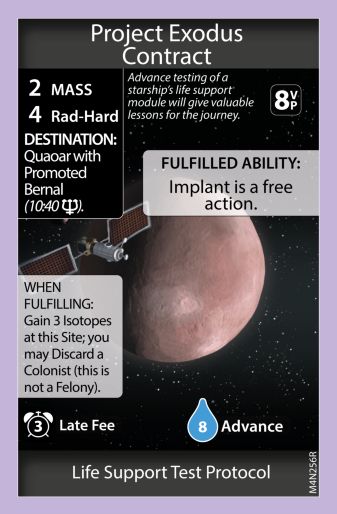 Project Exodus
Contract
2 MASS
4 Rad-Hard
DESTINATION:
Quaoar with
Promoted
Bernal
(10:40 ♆).
Advance testing of a
starship's life support
module will give valuable
lessons for the journey.
8 VP
FULFILLED ABILITY:
Implant is a free
action.
WHEN
FULFILLING:
Gain 3 Isotopes
at this Site; you
may Discard a
Colonist (this is
not a Felony).
3 Late Fee
8 Advance
Life Support Test Protocol
M4N256R